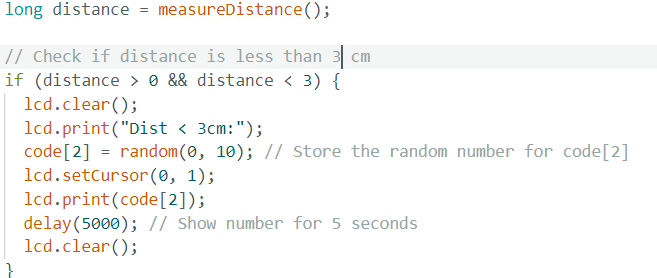 long distance = measureDistance();
// Check if distance is less than 3 cm
if (distance > 0 && distance < 3) {
lcd.clear();
lcd.print("Dist < 3cm:");
code[2] = random(0, 10); // Store the random number for code[2]
lcd.setCursor(0, 1);
lcd.print(code[2]);
delay(5000); // Show number for 5 seconds
lcd.clear();
}